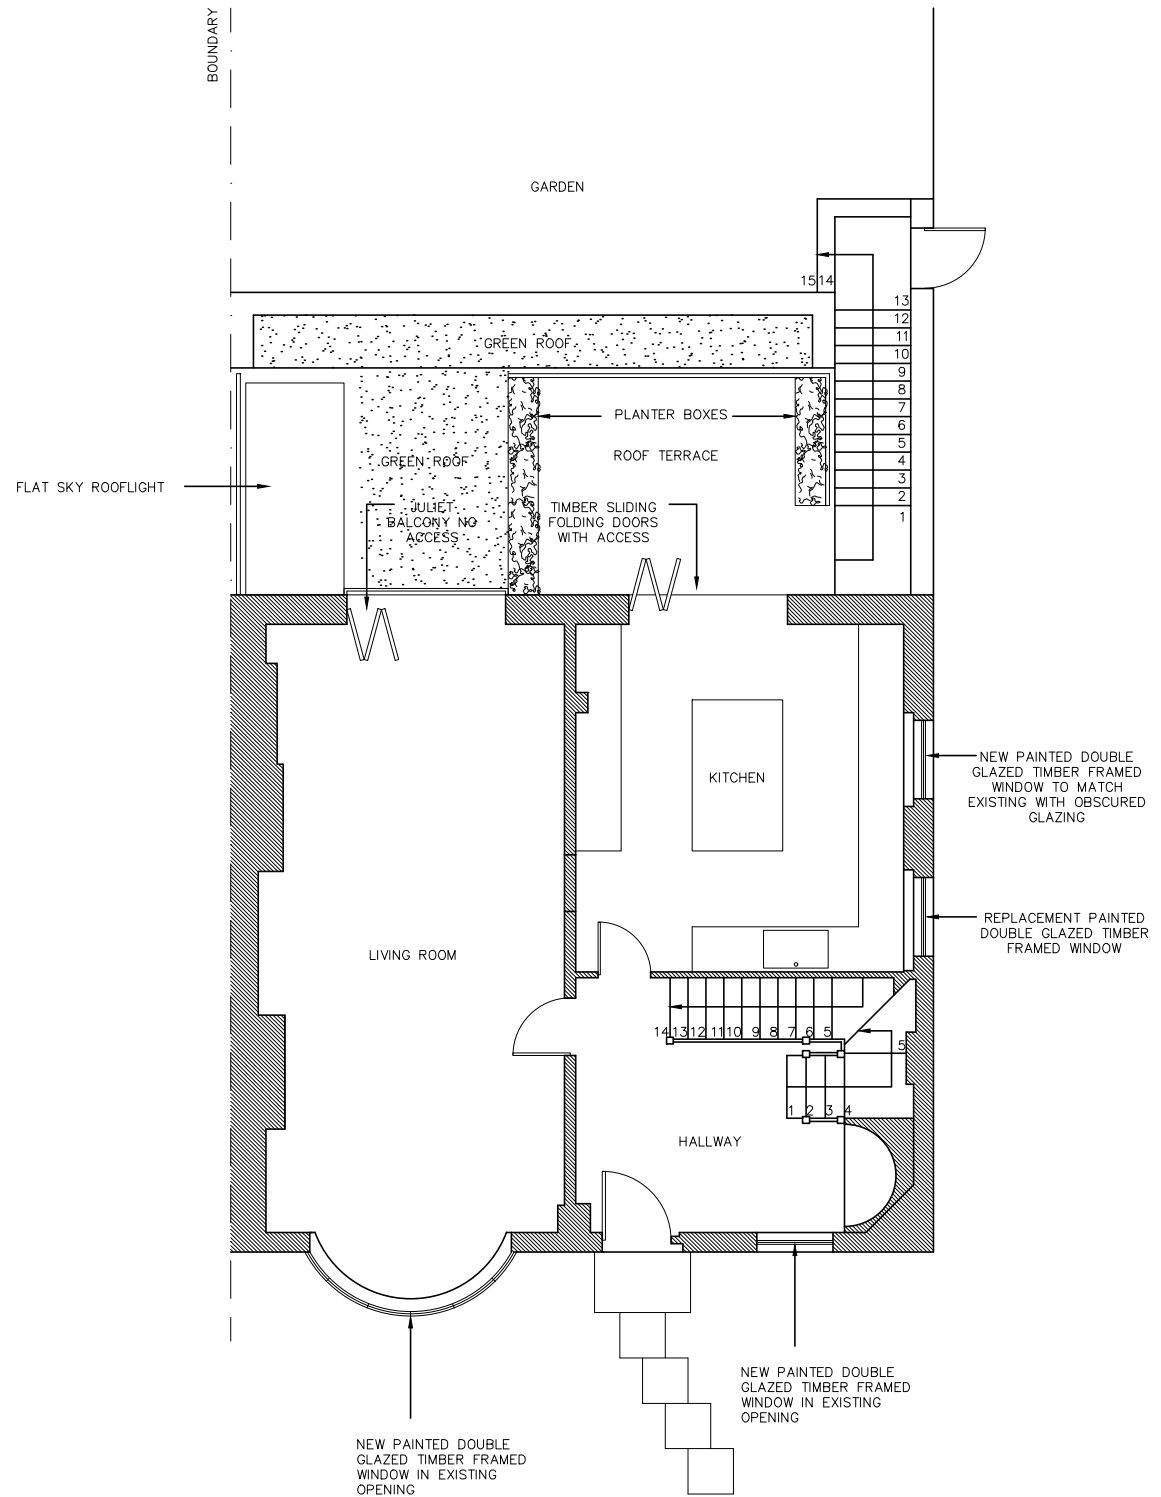 BOUNDARY
GARDEN
15 14
13
12
11
10
9
8
7
6
5
4
3
2
1
GREEN ROOF
PLANTER BOXES
ROOF TERRACE
GREEN ROOF
FLAT SKY ROOFLIGHT
JULIET
BALCONY NO
ACCESS
TIMBER SLIDING
FOLDING DOORS
WITH ACCESS
KITCHEN
NEW PAINTED DOUBLE
GLAZED TIMBER FRAMED
WINDOW TO MATCH
EXISTING WITH OBSCURED
GLAZING
REPLACEMENT PAINTED
DOUBLE GLAZED TIMBER
FRAMED WINDOW
LIVING ROOM
14 13 12 11 10 9 8 7 6 5
5
1 2 3 4
HALLWAY
NEW PAINTED DOUBLE
GLAZED TIMBER FRAMED
WINDOW IN EXISTING
OPENING
NEW PAINTED DOUBLE
GLAZED TIMBER FRAMED
WINDOW IN EXISTING
OPENING